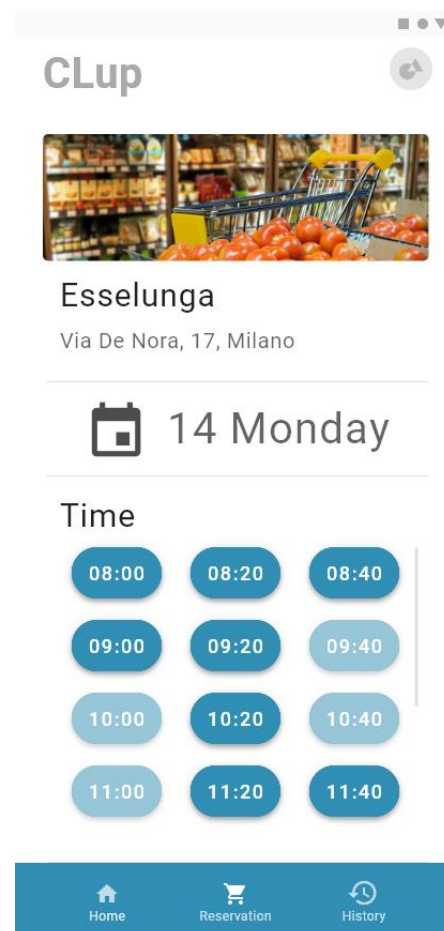 CLup
Esselunga
Via De Nora, 17, Milano
14 Monday
Time
08:00 08:20 08:40
09:00 09:20 09:40
10:00 10:20 10:40
11:00 11:20 11:40
Home Reservation History